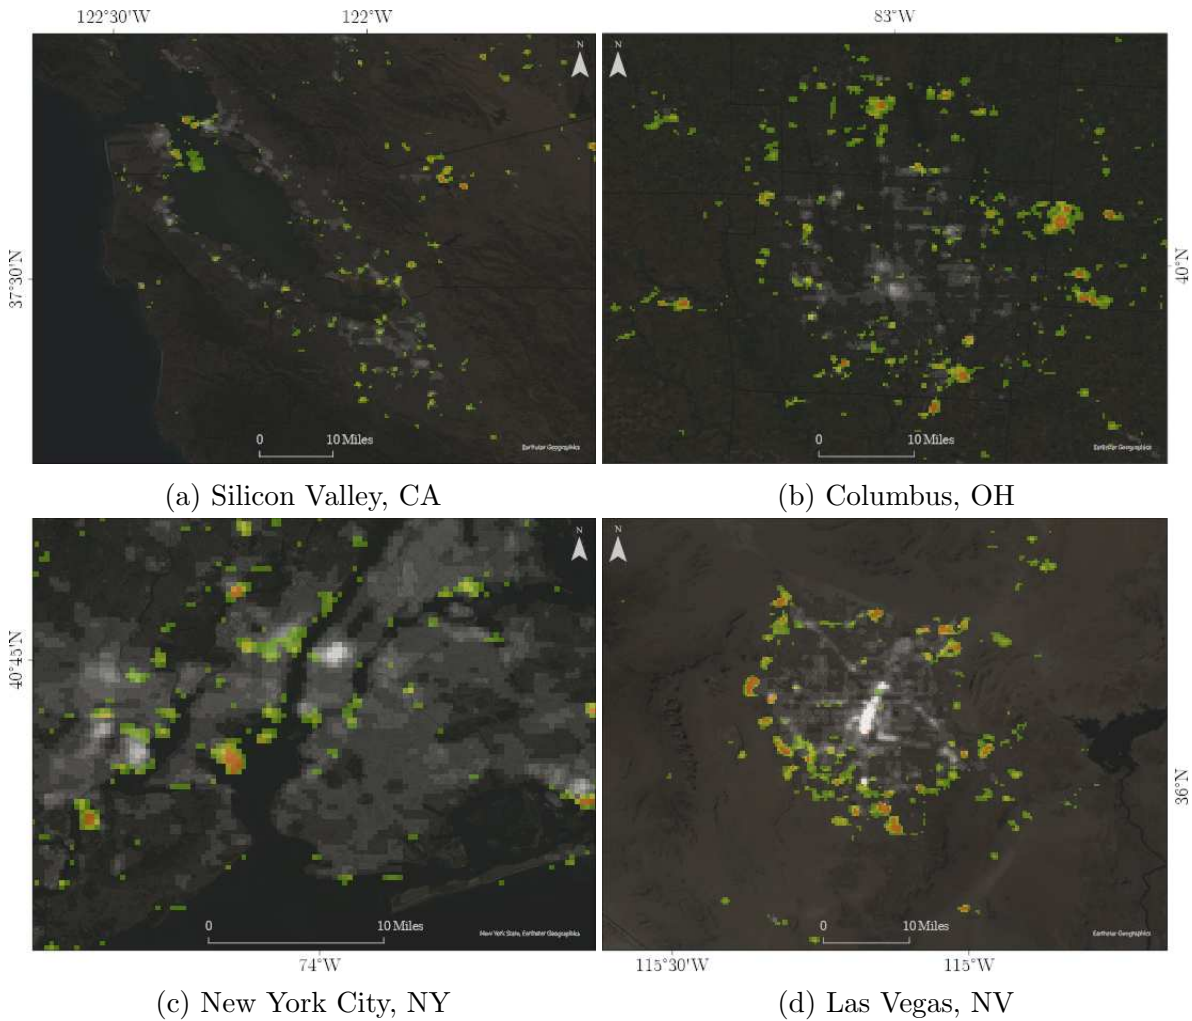 122°30'W 122°W 83°W
N N
37°30'N 40°N
0 10 Miles 0 10 Miles
Earthstar Geographics Earthstar Geographics
(a) Silicon Valley, CA (b) Columbus, OH
N N
40°45'N
36°N
0 10 Miles 0 10 Miles
New York State, Earthstar Geographics Earthstar Geographics
74°W 115°30'W 115°W
(c) New York City, NY (d) Las Vegas, NV